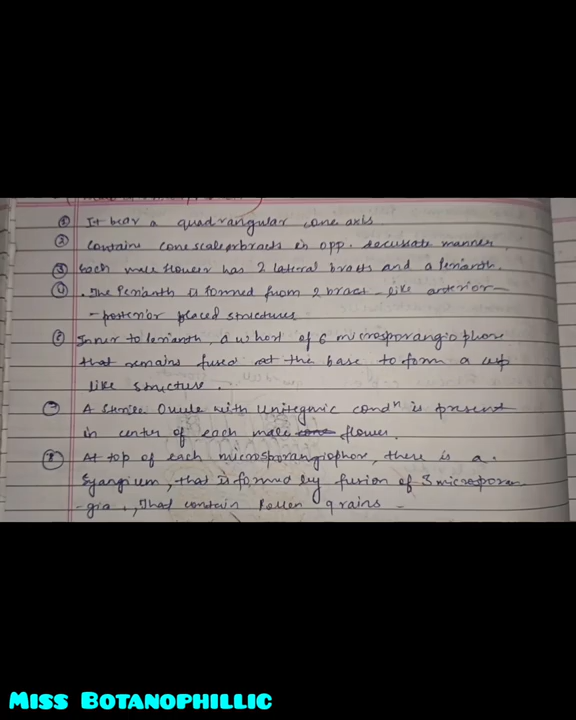 ① It bear a quadrangular cone axis
② contain cone scale or bracts in opp. decussate manner.
③ Each male flower has 2 lateral bracts and a Perianth.
④ . The Perianth is formed from 2 bract - like anterior-
- posterior placed structures
⑤ Inner to Perianth, a whorl of 6 microsporangiophore
that remains fused at the base to form a cup
like structure.
⑦ A Sterile Ovule with Unitegmic condⁿ is present
in center of each male flower.
⑧ At top of each microsporangiophor, there is a
Synangium, that is formed by fusion of 3 microsporan
-gia , That contain Pollen grains -
Miss Botanophillic